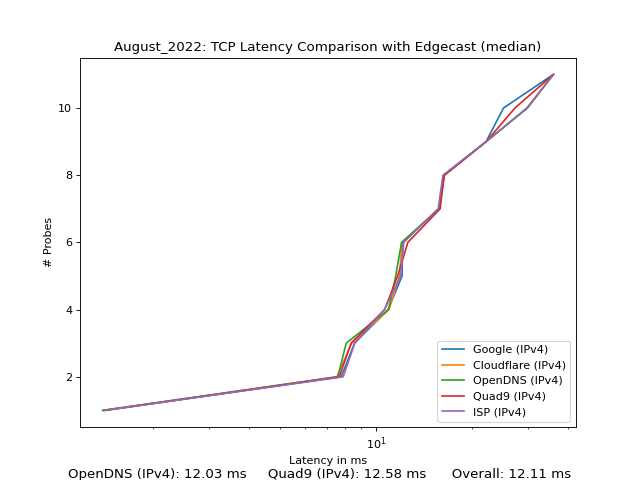 August_2022: TCP Latency Comparison with Edgecast (median)
# Probes
10
8
6
4
2
Google (IPv4)
Cloudflare (IPv4)
OpenDNS (IPv4)
Quad9 (IPv4)
ISP (IPv4)
10^1
Latency in ms
OpenDNS (IPv4): 12.03 ms Quad9 (IPv4): 12.58 ms Overall: 12.11 ms